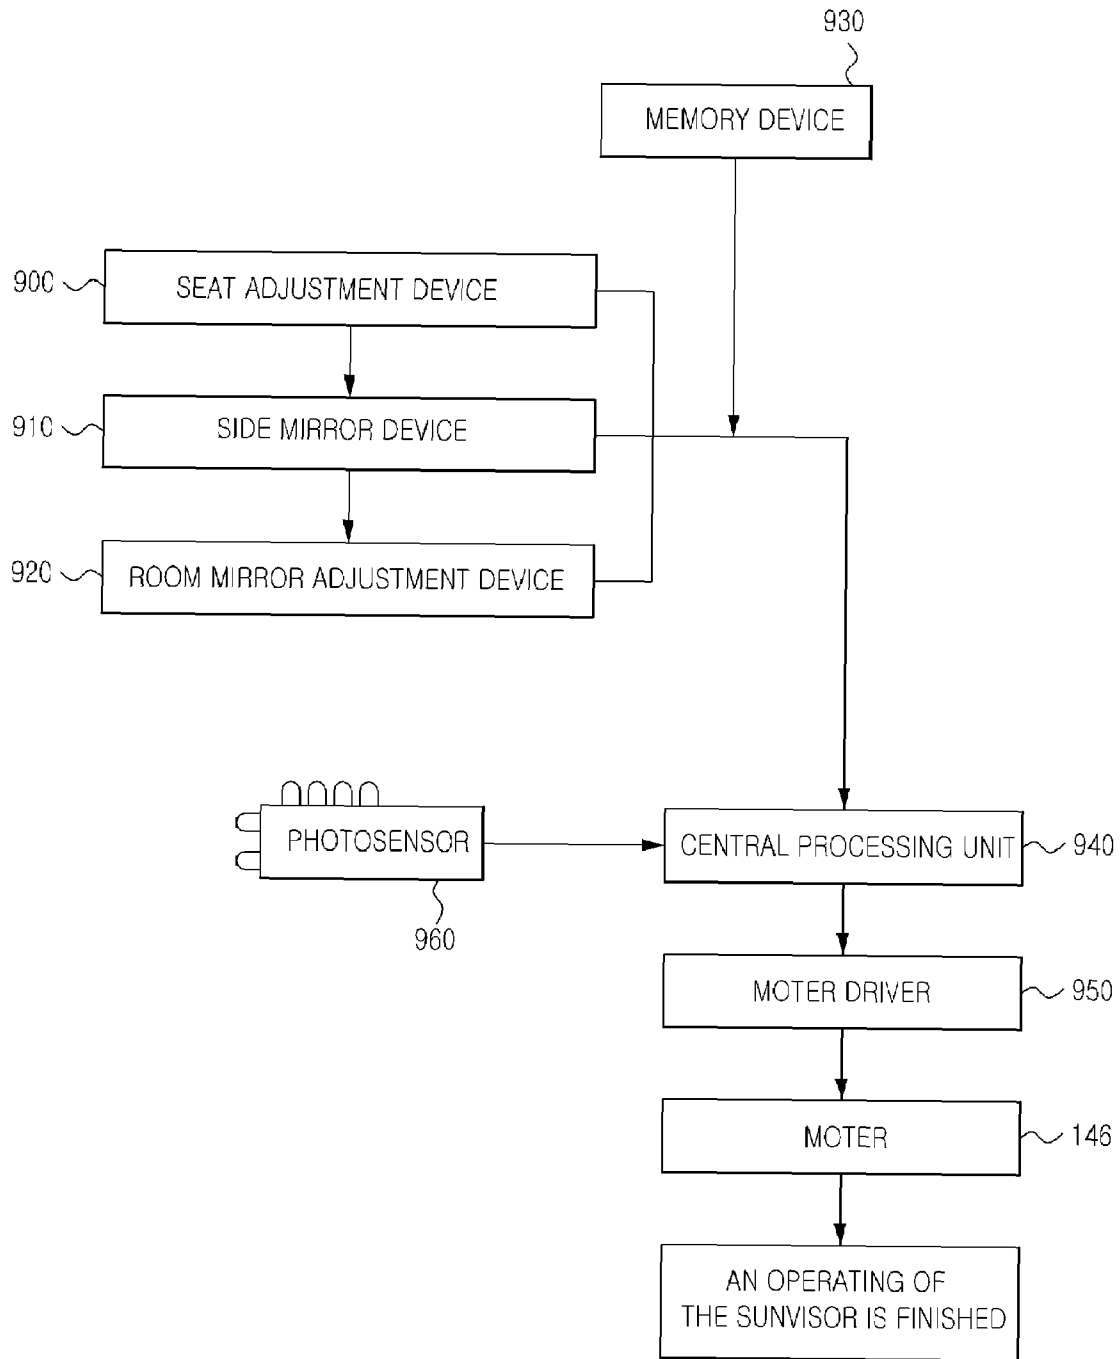 930
MEMORY DEVICE
900
SEAT ADJUSTMENT DEVICE
910
SIDE MIRROR DEVICE
920
ROOM MIRROR ADJUSTMENT DEVICE
PHOTOSENSOR
960
CENTRAL PROCESSING UNIT
940
MOTER DRIVER
950
MOTER
146
AN OPERATING OF
THE SUNVISOR IS FINISHED